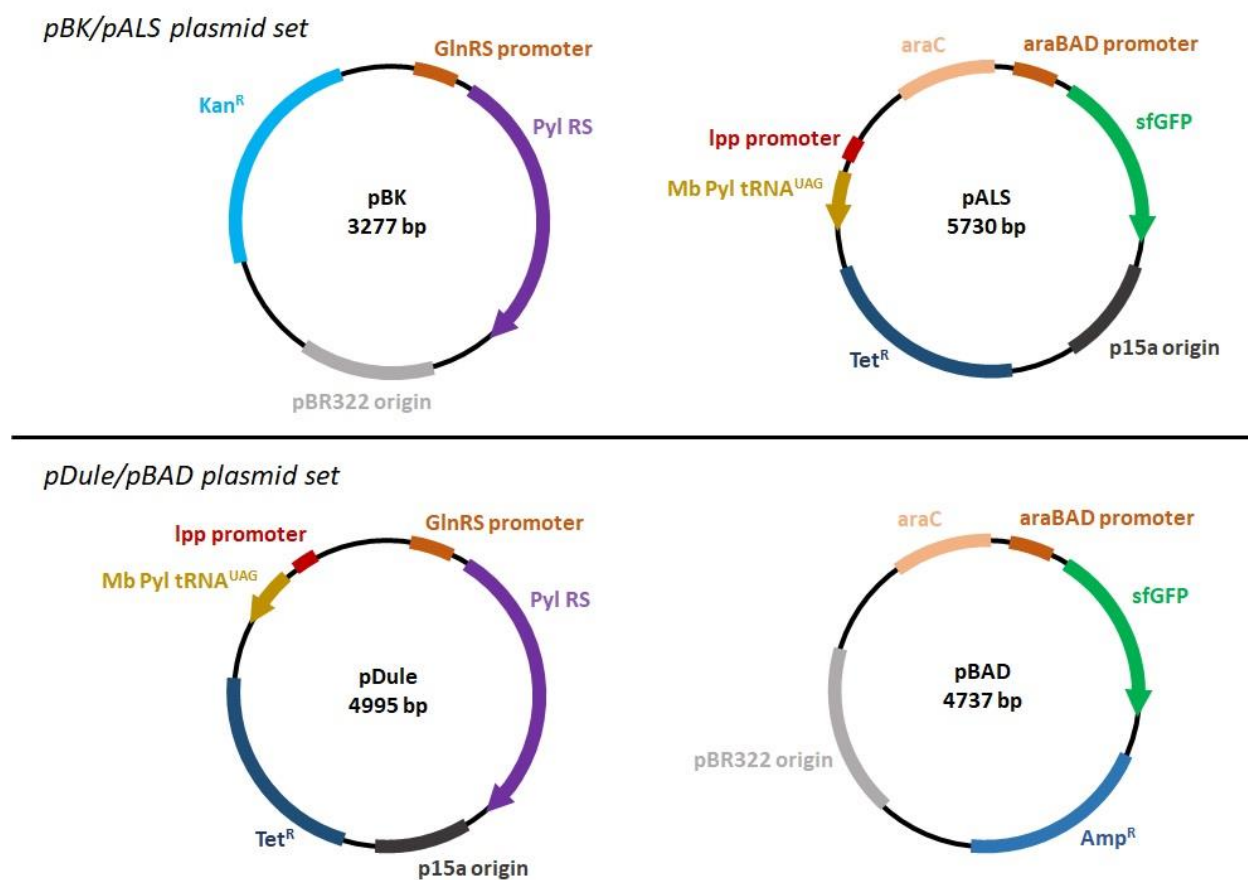 pBK/pALS plasmid set
GlnRS promoter
Kan^R
Pyl RS
pBK
3277 bp
pBR322 origin
araC
araBAD promoter
lpp promoter
sfGFP
Mb Pyl tRNA^UAG
pALS
5730 bp
Tet^R
p15a origin
pDule/pBAD plasmid set
lpp promoter
GlnRS promoter
Mb Pyl tRNA^UAG
Pyl RS
pDule
4995 bp
Tet^R
p15a origin
araC
araBAD promoter
sfGFP
pBAD
4737 bp
pBR322 origin
Amp^R